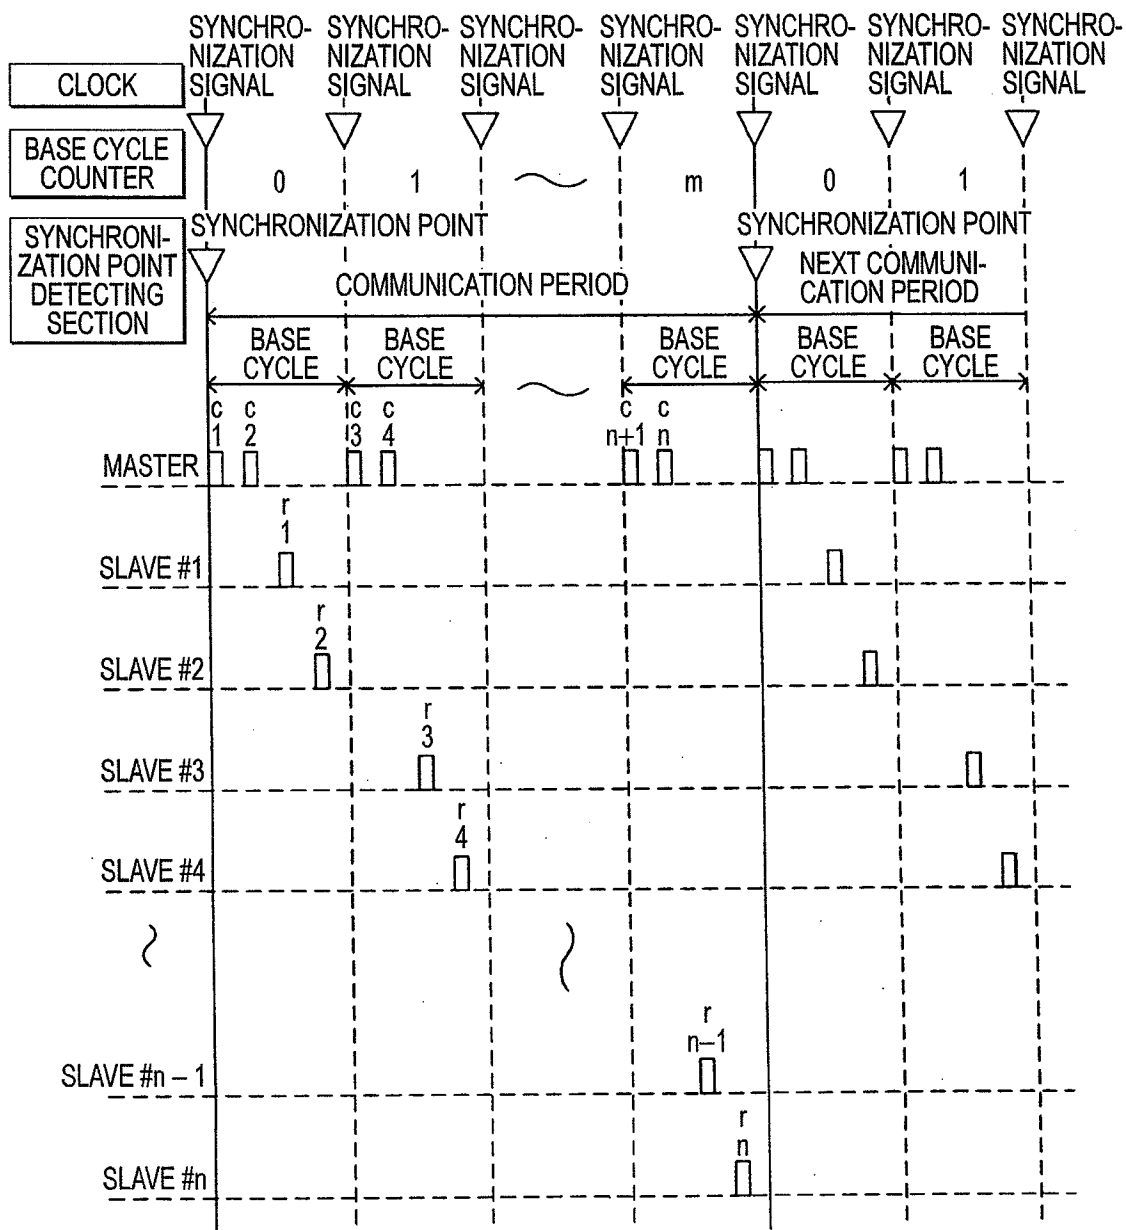 SYNCHRO- SYNCHRO- SYNCHRO- SYNCHRO- SYNCHRO- SYNCHRO- SYNCHRO-
NIZATION NIZATION NIZATION NIZATION NIZATION NIZATION NIZATION
CLOCK SIGNAL SIGNAL SIGNAL SIGNAL SIGNAL SIGNAL SIGNAL
BASE CYCLE
COUNTER 0 1 m 0 1
SYNCHRONIZATION POINT SYNCHRONIZATION POINT
SYNCHRONI-
ZATION POINT
DETECTING
SECTION
COMMUNICATION PERIOD
NEXT COMMUNI-
CATION PERIOD
BASE BASE BASE BASE BASE
CYCLE CYCLE CYCLE CYCLE CYCLE
c c c c c c
1 2 3 4 n+1 n
MASTER
r
1
SLAVE #1
r
2
SLAVE #2
r
3
SLAVE #3
r
4
SLAVE #4
r
n–1
SLAVE #n – 1
r
n
SLAVE #n